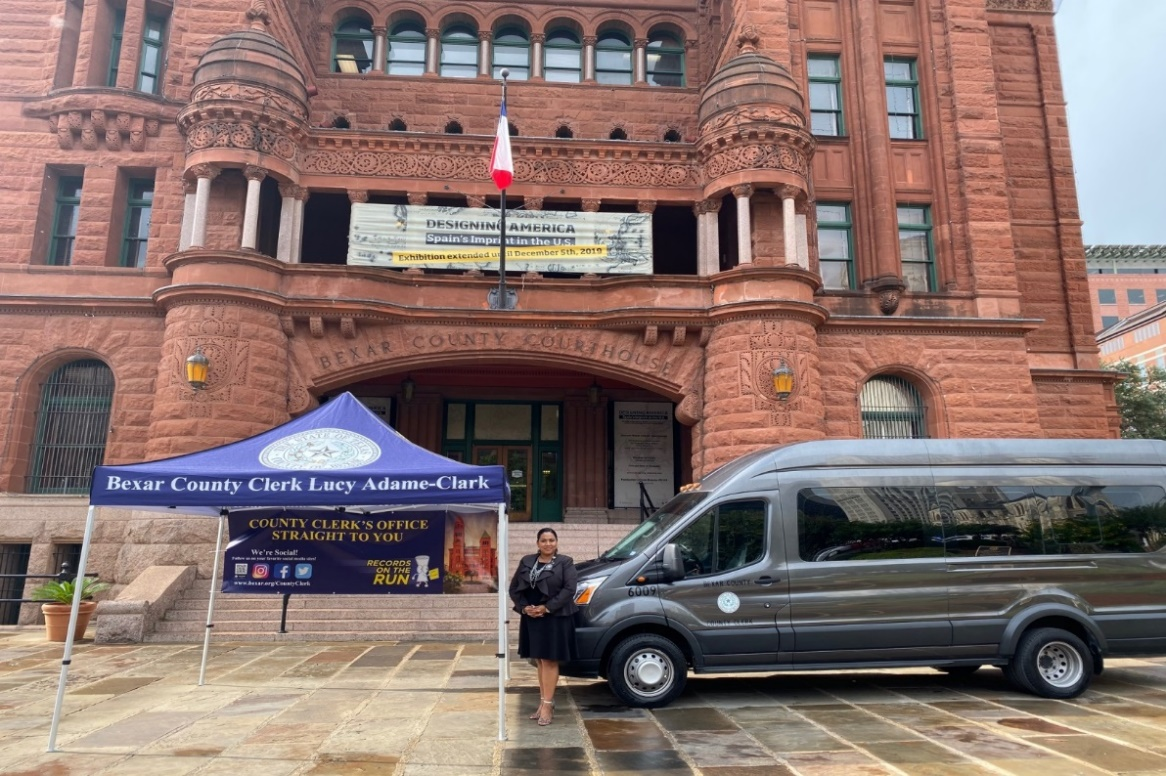 DESIGNING AMERICA
Spain's Imprint in the U.S.
Exhibition extended until December 5th, 2019
BEXAR COUNTY COURTHOUSE
Bexar County Clerk Lucy Adame-Clark
COUNTY CLERK'S OFFICE
STRAIGHT TO YOU
We're Social!
www.bexar.org/CountyClerk
RECORDS
ON THE
RUN
6009
BEXAR COUNTY
COUNTY CLERK